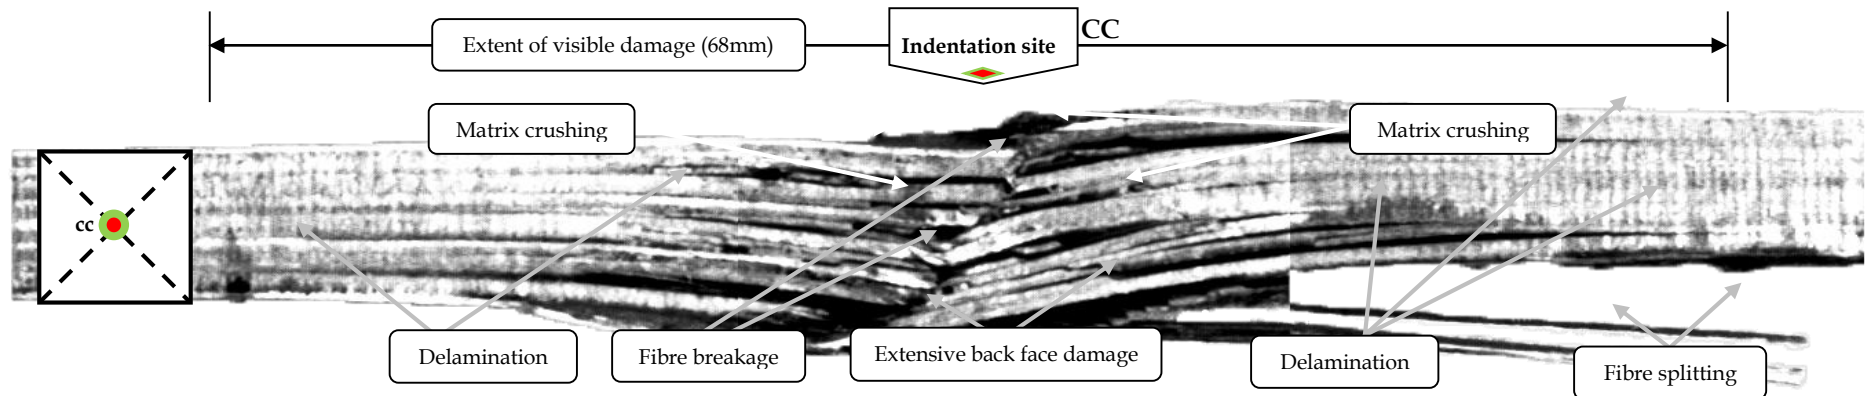 Extent of visible damage (68mm)
Indentation site
CC
Matrix crushing
Matrix crushing
cc
Delamination
Fibre breakage
Extensive back face damage
Delamination
Fibre splitting